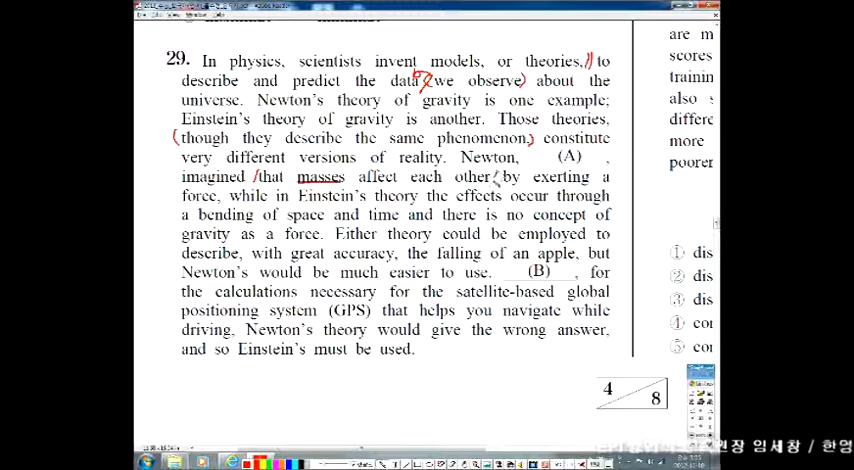 29. In physics, scientists invent models, or theories, to
describe and predict the data we observe about the
universe. Newton's theory of gravity is one example;
Einstein's theory of gravity is another. Those theories,
though they describe the same phenomenon, constitute
very different versions of reality. Newton, (A) ,
imagined that masses affect each other by exerting a
force, while in Einstein's theory the effects occur through
a bending of space and time and there is no concept of
gravity as a force. Either theory could be employed to
describe, with great accuracy, the falling of an apple, but
Newton's would be much easier to use. (B) , for
the calculations necessary for the satellite-based global
positioning system (GPS) that helps you navigate while
driving, Newton's theory would give the wrong answer,
and so Einstein's must be used.
are m
scores
trainin
also s
differe
more
poorer
① dis
② dis
③ dis
④ con
⑤ con
4
8
원장 임세창 / 한영